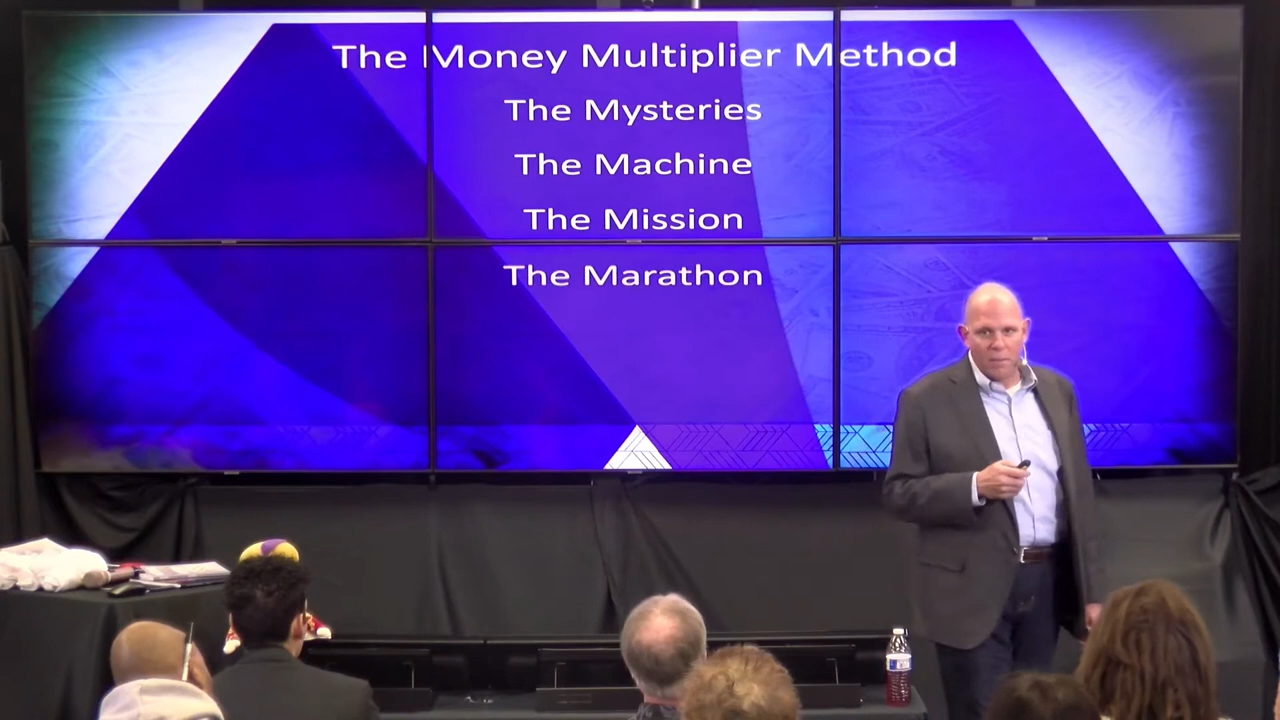 The Money Multiplier Method
The Mysteries
The Machine
The Mission
The Marathon